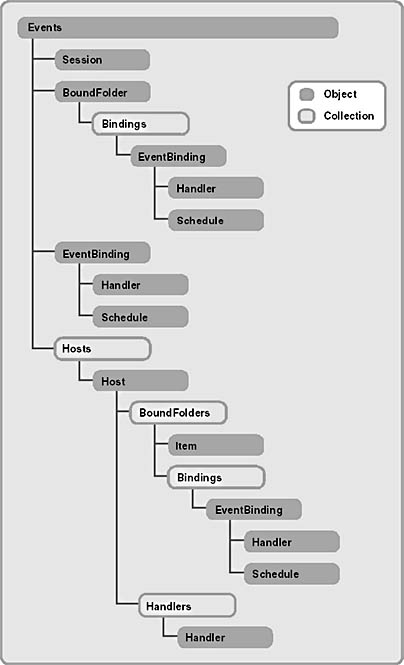 Events
Session
BoundFolder
Object
Collection
Bindings
EventBinding
Handler
Schedule
EventBinding
Handler
Schedule
Hosts
Host
BoundFolders
Item
Bindings
EventBinding
Handler
Schedule
Handlers
Handler